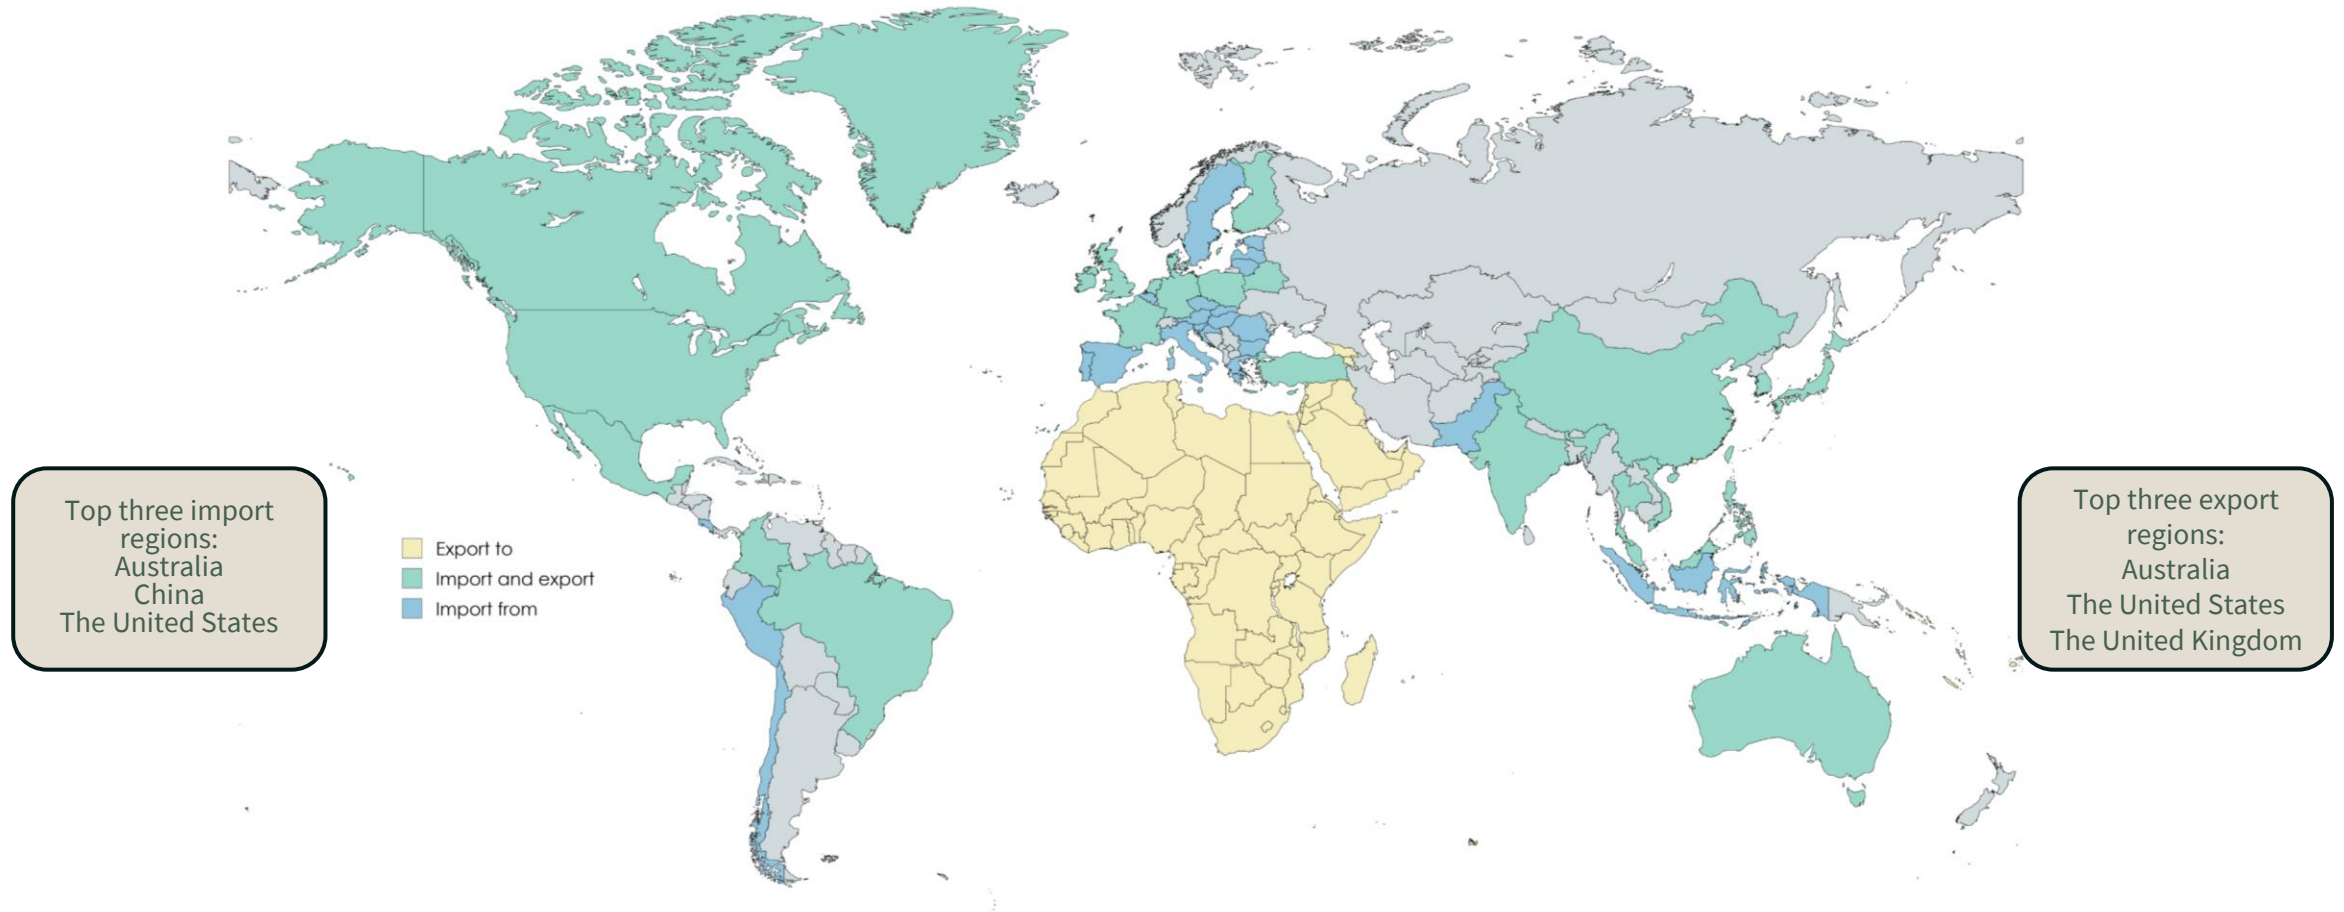 Top three import
regions:
Australia
China
The United States
Export to
Import and export
Import from
Top three export
regions:
Australia
The United States
The United Kingdom